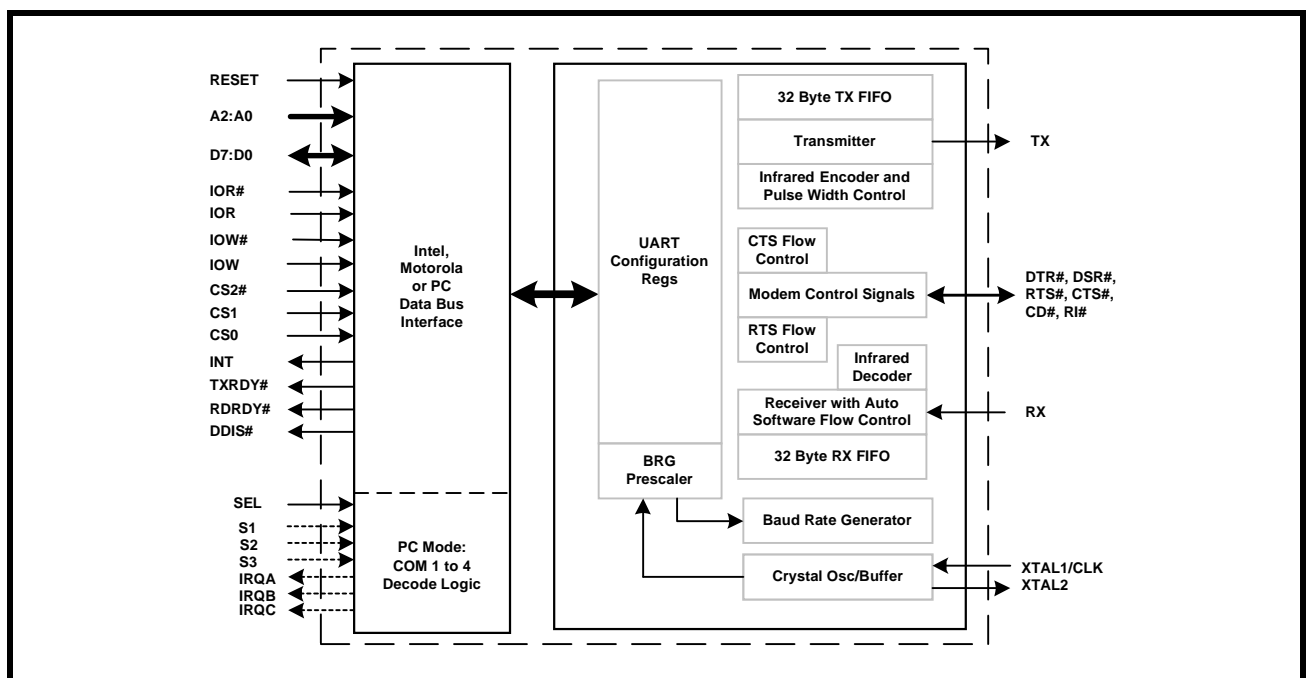 RESET
A2:A0
D7:D0
IOR#
IOR
IOW#
IOW
CS2#
CS1
CS0
INT
TXRDY#
RDRDY#
DDIS#
SEL
S1
S2
S3
IRQA
IRQB
IRQC
Intel,
Motorola
or PC
Data Bus
Interface
PC Mode:
COM 1 to 4
Decode Logic
UART
Configuration
Regs
BRG
Prescaler
32 Byte TX FIFO
Transmitter
Infrared Encoder and
Pulse Width Control
CTS Flow
Control
Modem Control Signals
RTS Flow
Control
Infrared
Decoder
Receiver with Auto
Software Flow Control
32 Byte RX FIFO
Baud Rate Generator
Crystal Osc/Buffer
TX
DTR#, DSR#,
RTS#, CTS#,
CD#, RI#
RX
XTAL1/CLK
XTAL2